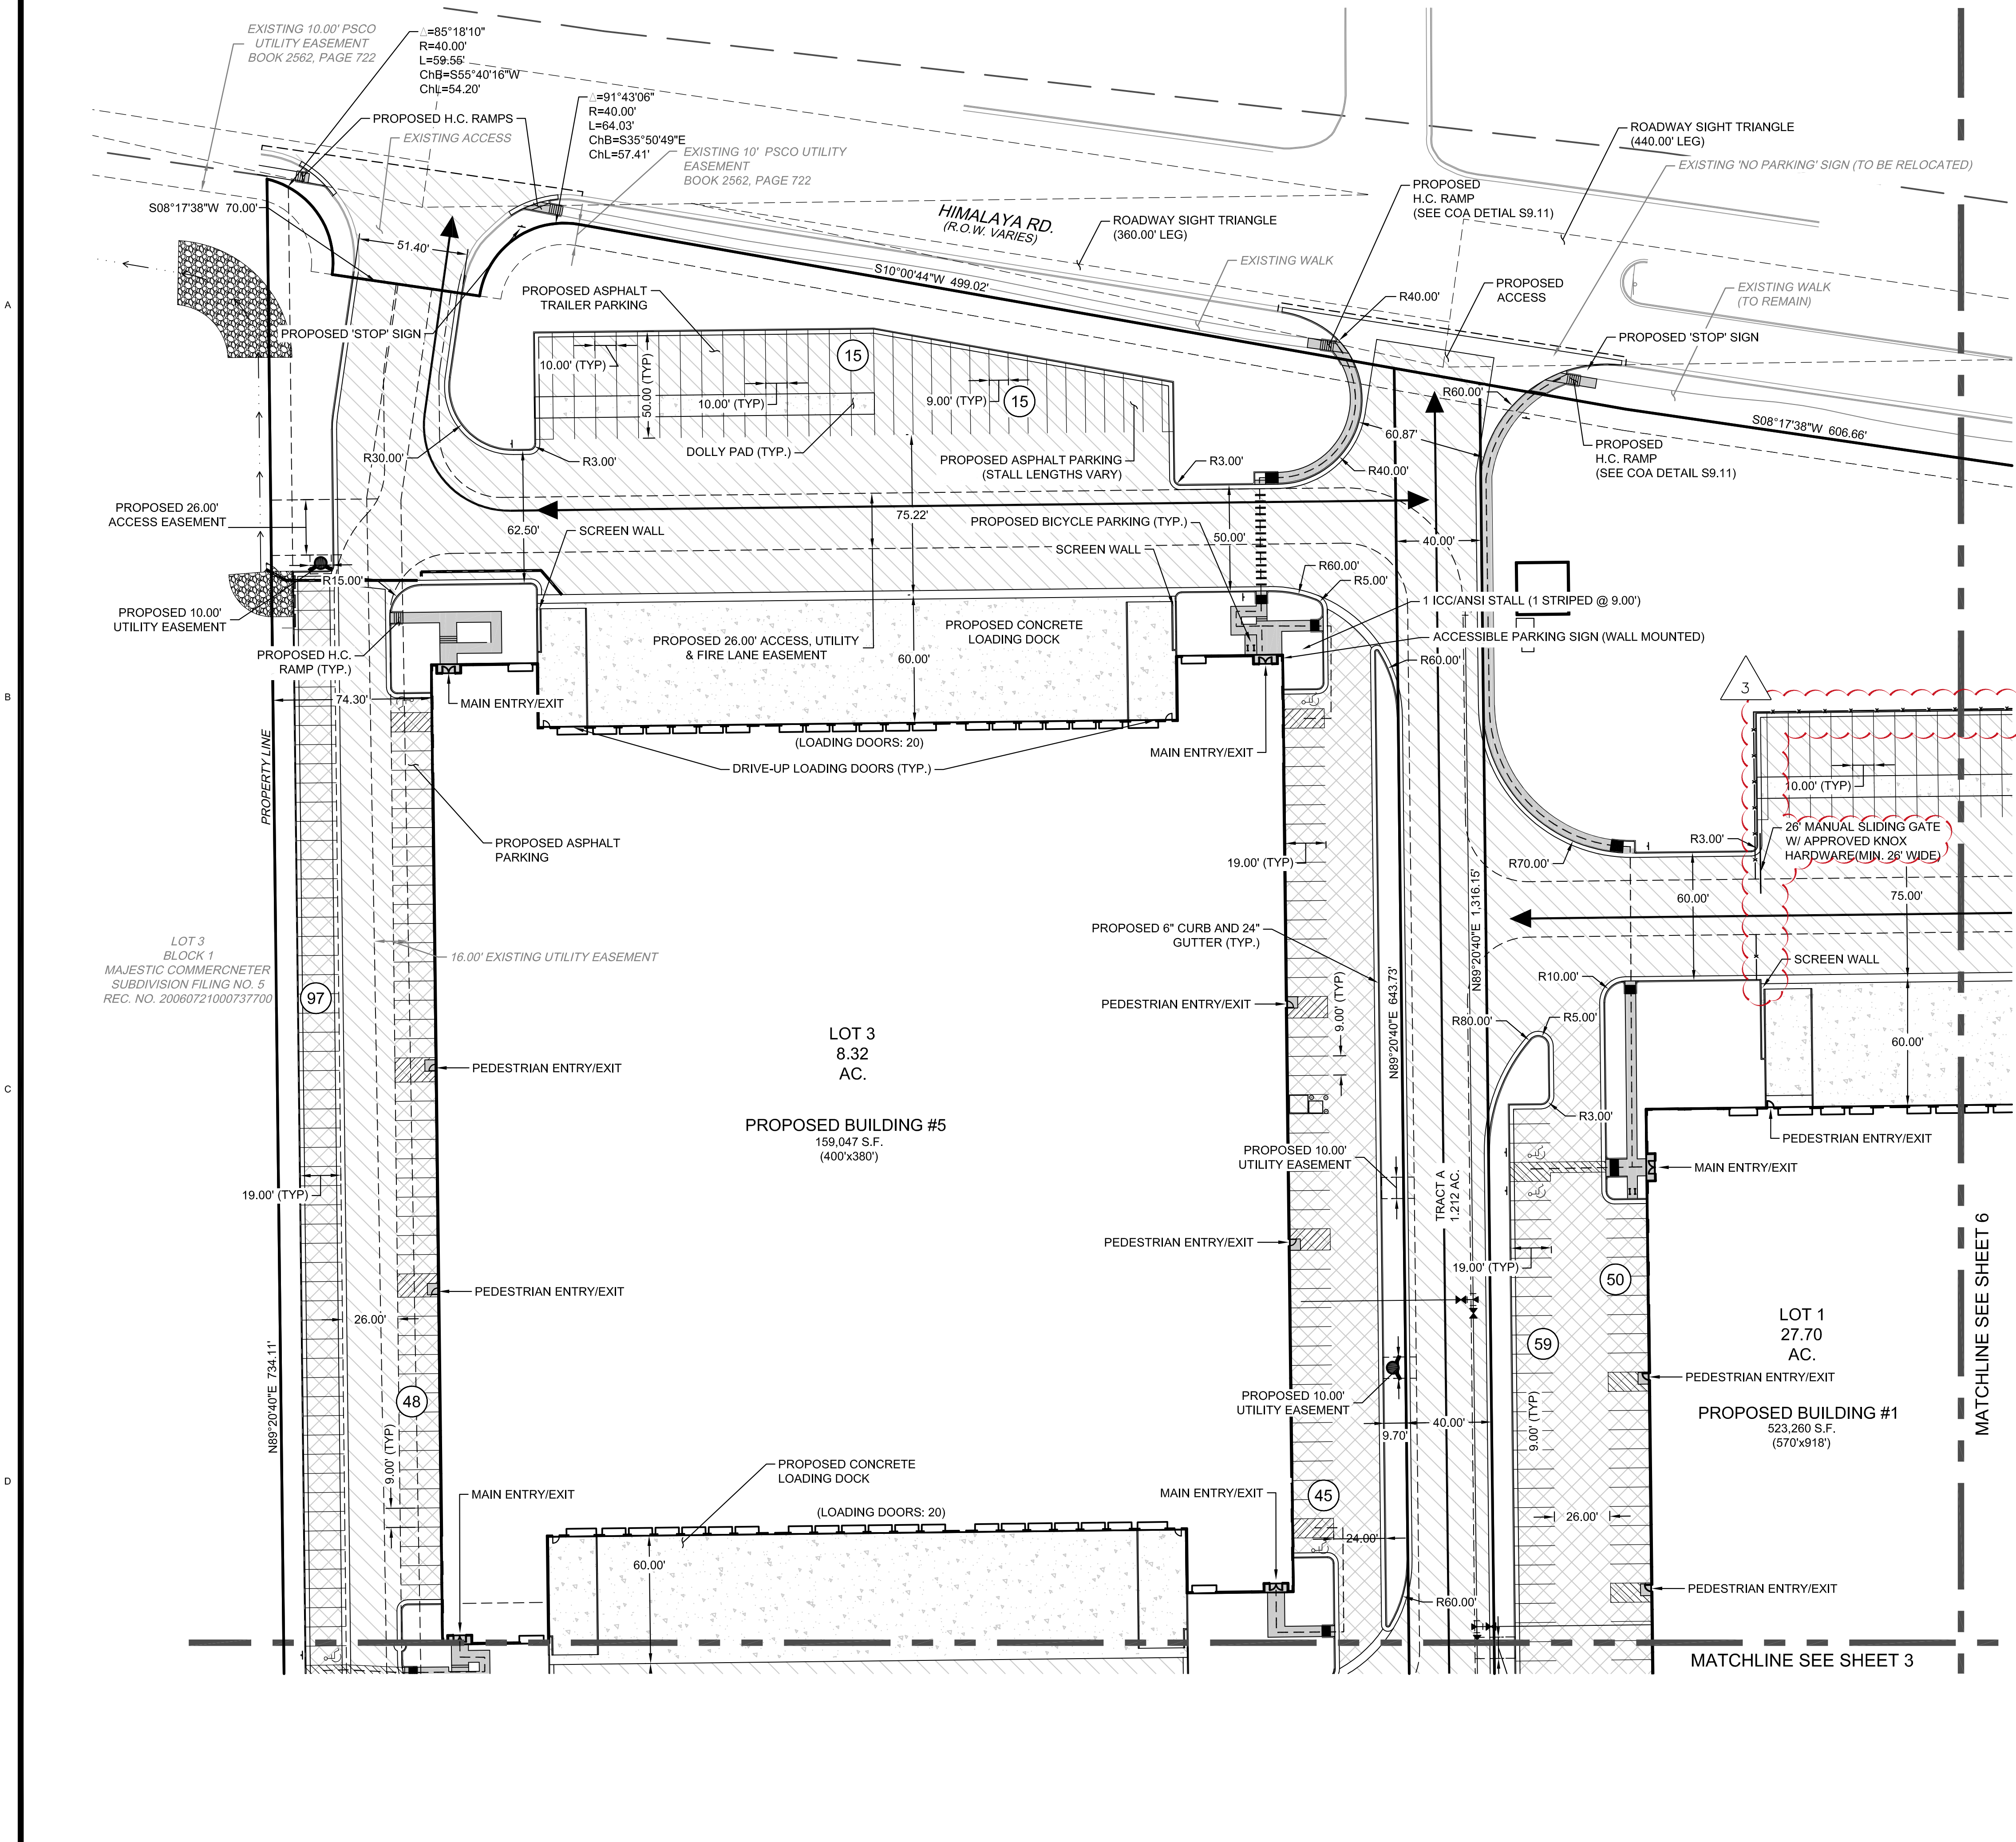 EXISTING 10.00' PSCO
UTILITY EASEMENT
BOOK 2562, PAGE 722
△=85°18'10"
R=40.00'
L=59.55'
ChB=S55°40'16"W
ChL=54.20'
△=91°43'06"
R=40.00'
L=64.03'
ChB=S35°50'49"E
ChL=57.41'
PROPOSED H.C. RAMPS
EXISTING ACCESS
EXISTING 10' PSCO UTILITY
EASEMENT
BOOK 2562, PAGE 722
ROADWAY SIGHT TRIANGLE
(440.00' LEG)
EXISTING 'NO PARKING' SIGN (TO BE RELOCATED)
PROPOSED
H.C. RAMP
(SEE COA DETIAL S9.11)
S08°17'38"W 70.00'
HIMALAYA RD.
(R.O.W. VARIES)
ROADWAY SIGHT TRIANGLE
(360.00' LEG)
51.40'
EXISTING WALK
S10°00'44"W 499.02'
PROPOSED ASPHALT
TRAILER PARKING
R40.00'
PROPOSED
ACCESS
EXISTING WALK
(TO REMAIN)
A
PROPOSED 'STOP' SIGN
PROPOSED 'STOP' SIGN
15
10.00' (TYP)
50.00 (TYP)
10.00' (TYP)
9.00' (TYP)
15
R60.00'
S08°17'38"W 606.66'
60.87'
R30.00'
R3.00'
DOLLY PAD (TYP.)
PROPOSED ASPHALT PARKING
(STALL LENGTHS VARY)
R3.00'
R40.00'
PROPOSED
H.C. RAMP
(SEE COA DETAIL S9.11)
PROPOSED 26.00'
ACCESS EASEMENT
62.50'
SCREEN WALL
75.22'
PROPOSED BICYCLE PARKING (TYP.)
50.00'
40.00'
SCREEN WALL
R15.00'
R60.00'
R5.00'
PROPOSED 10.00'
UTILITY EASEMENT
1 ICC/ANSI STALL (1 STRIPED @ 9.00')
PROPOSED H.C.
RAMP (TYP.)
PROPOSED 26.00' ACCESS, UTILITY
& FIRE LANE EASEMENT
PROPOSED CONCRETE
LOADING DOCK
ACCESSIBLE PARKING SIGN (WALL MOUNTED)
60.00'
R60.00'
B
74.30'
MAIN ENTRY/EXIT
3
PROPERTY LINE
(LOADING DOORS: 20)
MAIN ENTRY/EXIT
DRIVE-UP LOADING DOORS (TYP.)
10.00' (TYP)
PROPOSED ASPHALT
PARKING
R3.00'
26' MANUAL SLIDING GATE
W/ APPROVED KNOX
HARDWARE(MIN. 26' WIDE)
19.00' (TYP)
R70.00'
60.00'
75.00'
N89°20'40"E 1,316.15'
LOT 3
BLOCK 1
MAJESTIC COMMERCNETER
SUBDIVISION FILING NO. 5
REC. NO. 20060721000737700
16.00' EXISTING UTILITY EASEMENT
PROPOSED 6" CURB AND 24"
GUTTER (TYP.)
SCREEN WALL
R10.00'
97
PEDESTRIAN ENTRY/EXIT
9.00' (TYP)
N89°20'40"E 643.73'
R80.00'
R5.00'
LOT 3
8.32
AC.
60.00'
C
PEDESTRIAN ENTRY/EXIT
R3.00'
PROPOSED BUILDING #5
159,047 S.F.
(400'x380')
PEDESTRIAN ENTRY/EXIT
PROPOSED 10.00'
UTILITY EASEMENT
MAIN ENTRY/EXIT
19.00' (TYP)
TRACT A
1.212 AC.
PEDESTRIAN ENTRY/EXIT
19.00' (TYP)
50
PEDESTRIAN ENTRY/EXIT
26.00'
LOT 1
27.70
AC.
59
MATCHLINE SEE SHEET 6
N89°20'40"E 734.11'
48
PEDESTRIAN ENTRY/EXIT
PROPOSED 10.00'
UTILITY EASEMENT
PROPOSED BUILDING #1
523,260 S.F.
(570'x918')
40.00'
9.70'
9.00' (TYP)
9.00' (TYP)
D
PROPOSED CONCRETE
LOADING DOCK
MAIN ENTRY/EXIT
MAIN ENTRY/EXIT
45
(LOADING DOORS: 20)
26.00'
24.00'
60.00'
PEDESTRIAN ENTRY/EXIT
R60.00'
MATCHLINE SEE SHEET 3